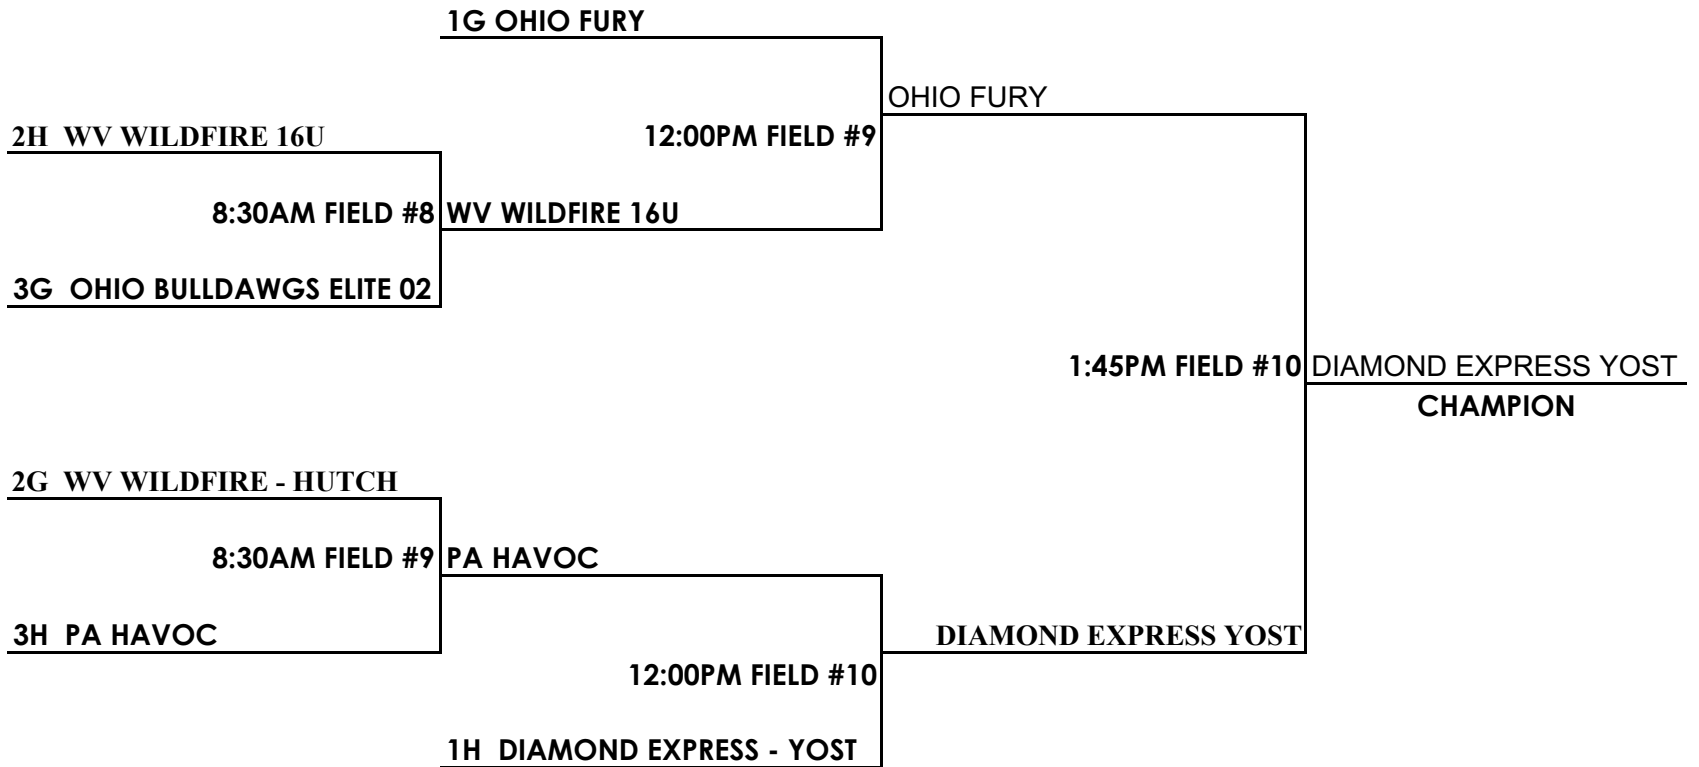 1G OHIO FURY
OHIO FURY
2H WV WILDFIRE 16U
12:00PM FIELD #9
8:30AM FIELD #8
WV WILDFIRE 16U
3G OHIO BULLDAWGS ELITE 02
1:45PM FIELD #10
DIAMOND EXPRESS YOST
CHAMPION
2G WV WILDFIRE - HUTCH
8:30AM FIELD #9
PA HAVOC
3H PA HAVOC
DIAMOND EXPRESS YOST
12:00PM FIELD #10
1H DIAMOND EXPRESS - YOST